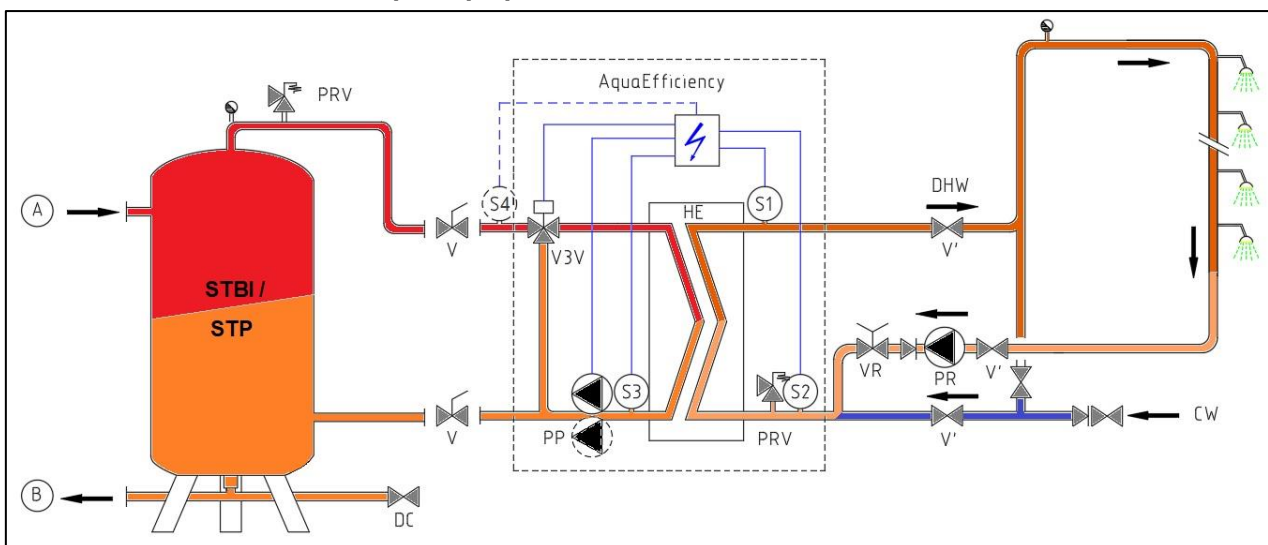 AquaEfficiency
PRV
A
S4
S1
HE
DHW
V
V3V
V'
STBI /
STP
VR
PR
V'
S3
S2
V
PP
PRV
V'
CW
B
DC